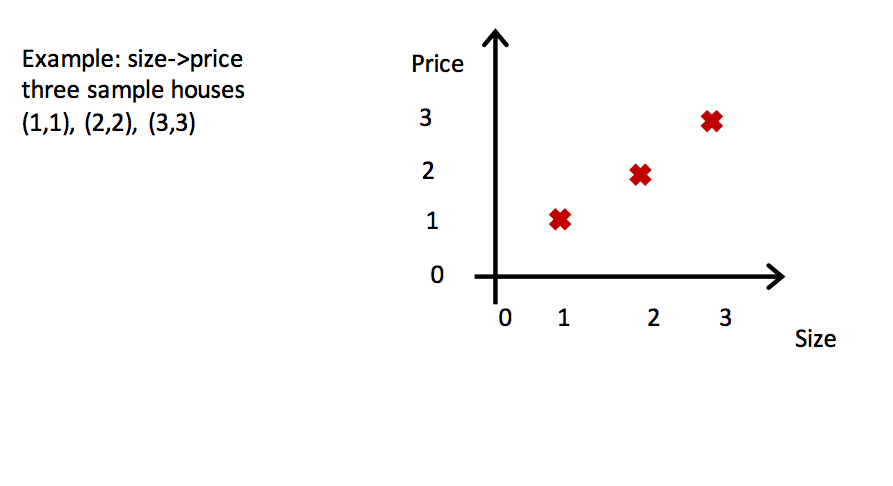 Example: size->price
three sample houses
(1,1), (2,2), (3,3)
Price
3
2
1
0
0 1 2 3
Size